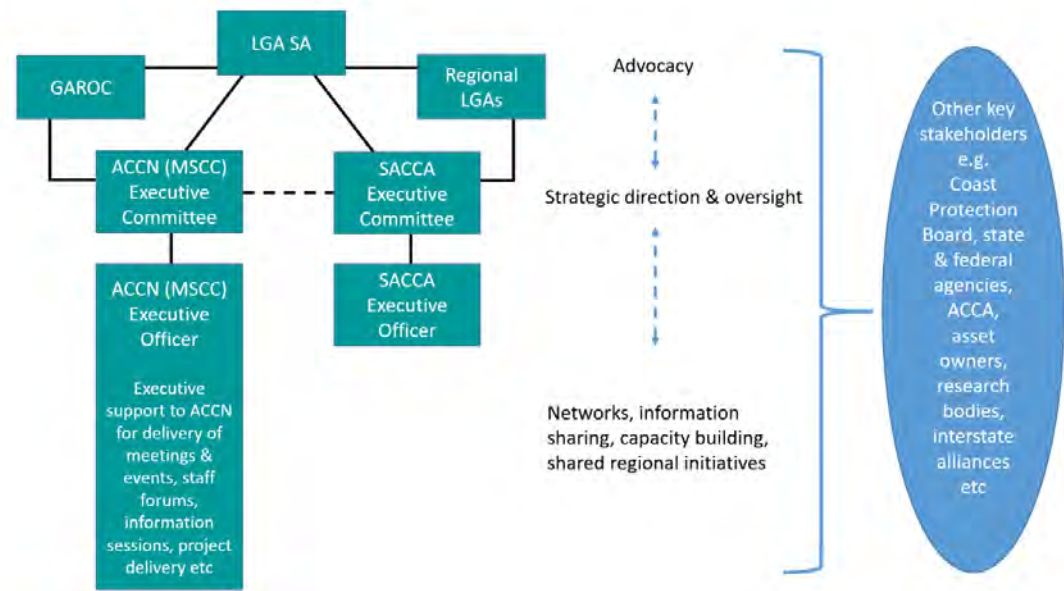 LGA SA
GAROC
Regional
LGAs
ACCN (MSCC)
Executive
Committee
SACCA
Executive
Committee
ACCN (MSCC)
Executive
Officer
Executive
support to ACCN
for delivery of
meetings &
events, staff
forums,
information
sessions, project
delivery etc
SACCA
Executive
Officer
Advocacy
Strategic direction & oversight
Networks, information
sharing, capacity building,
shared regional initiatives
Other key
stakeholders
e.g.
Coast
Protection
Board, state
& federal
agencies,
ACCA,
asset
owners,
research
bodies,
interstate
alliances
etc